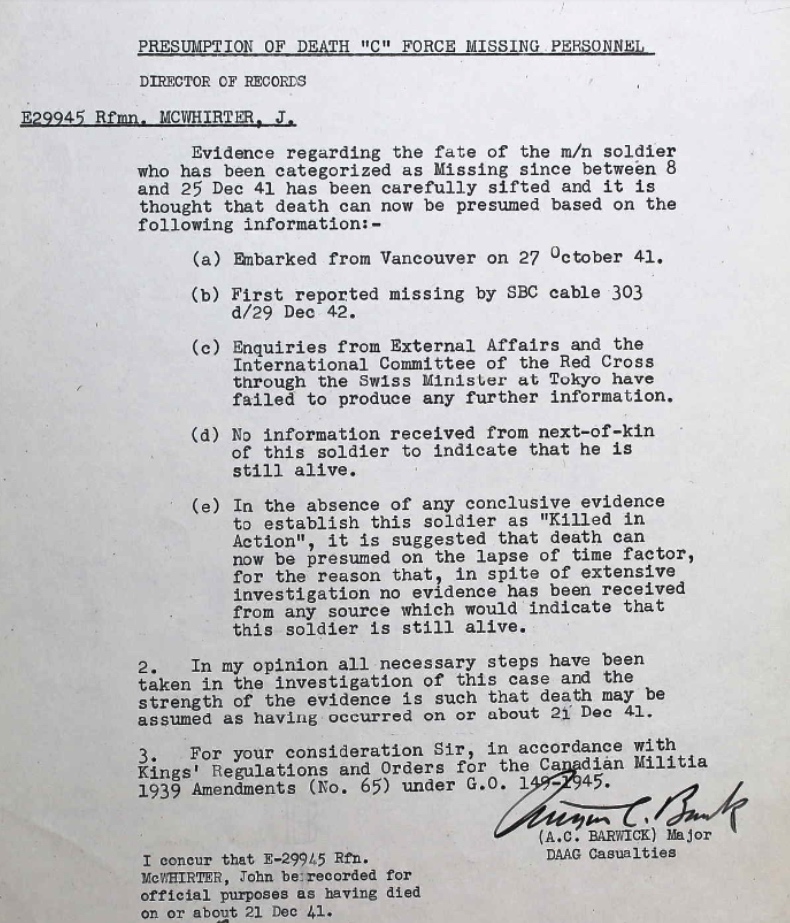 PRESUMPTION OF DEATH "C" FORCE MISSING PERSONNEL
DIRECTOR OF RECORDS
E29945 Rfmn. MCWHIRTER, J.
Evidence regarding the fate of the m/n soldier
who has been categorized as Missing since between 8
and 25 Dec 41 has been carefully sifted and it is
thought that death can now be presumed based on the
following information:-
(a) Embarked from Vancouver on 27 October 41.
(b) First reported missing by SBC cable 303
d/29 Dec 42.
(c) Enquiries from External Affairs and the
International Committee of the Red Cross
through the Swiss Minister at Tokyo have
failed to produce any further information.
(d) No information received from next-of-kin
of this soldier to indicate that he is
still alive.
(e) In the absence of any conclusive evidence
to establish this soldier as "Killed in
Action", it is suggested that death can
now be presumed on the lapse of time factor,
for the reason that, in spite of extensive
investigation no evidence has been received
from any source which would indicate that
this soldier is still alive.
2. In my opinion all necessary steps have been
taken in the investigation of this case and the
strength of the evidence is such that death may be
assumed as having occurred on or about 21 Dec 41.
3. For your consideration Sir, in accordance with
Kings' Regulations and Orders for the Canadian Militia
1939 Amendments (No. 65) under G.O. 149-1945.
(A.C. BARWICK) Major
DAAG Casualties
I concur that E-29945 Rfn.
McWHIRTER, John be recorded for
official purposes as having died
on or about 21 Dec 41.